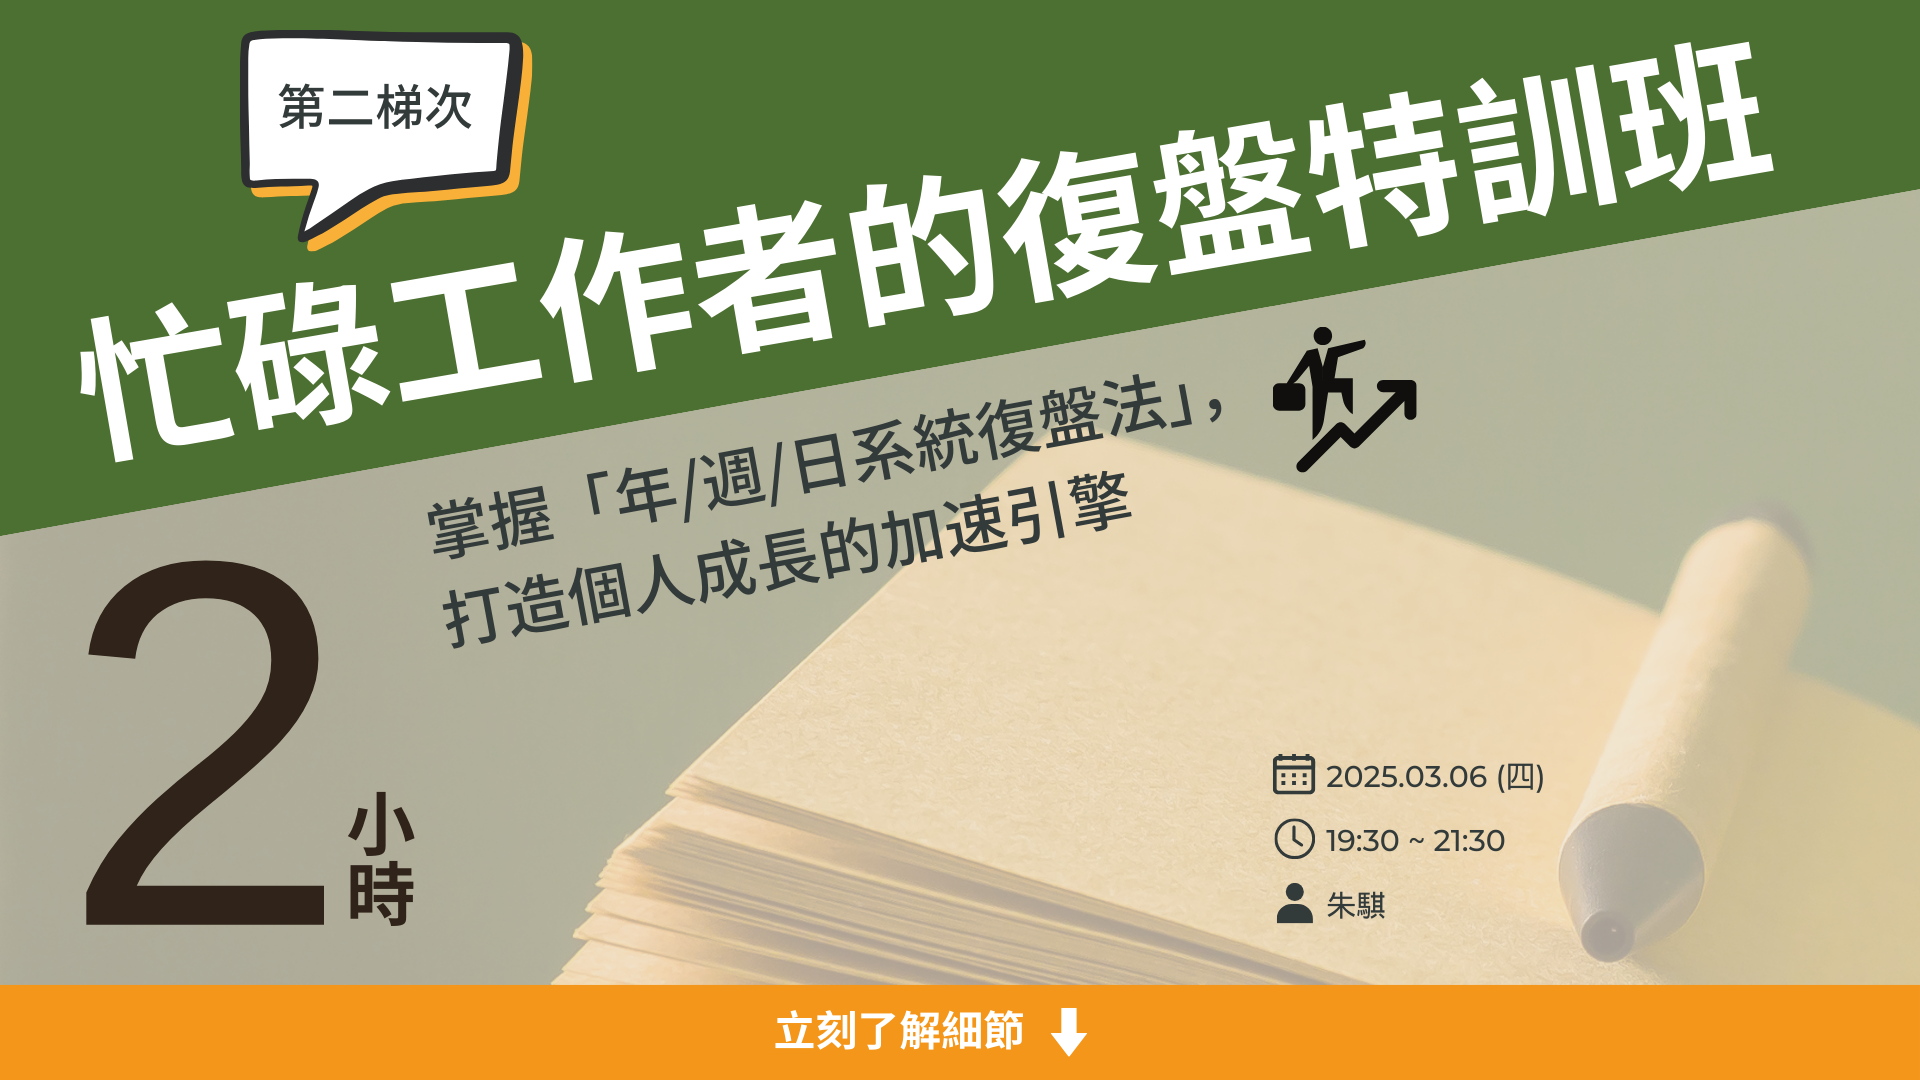 第二梯次
忙碌工作者的復盤特訓班
掌握「年/週/日系統復盤法」，
打造個人成長的加速引擎
2
小時
2025.03.06 (四)
19:30 ~ 21:30
朱騏
立刻了解細節